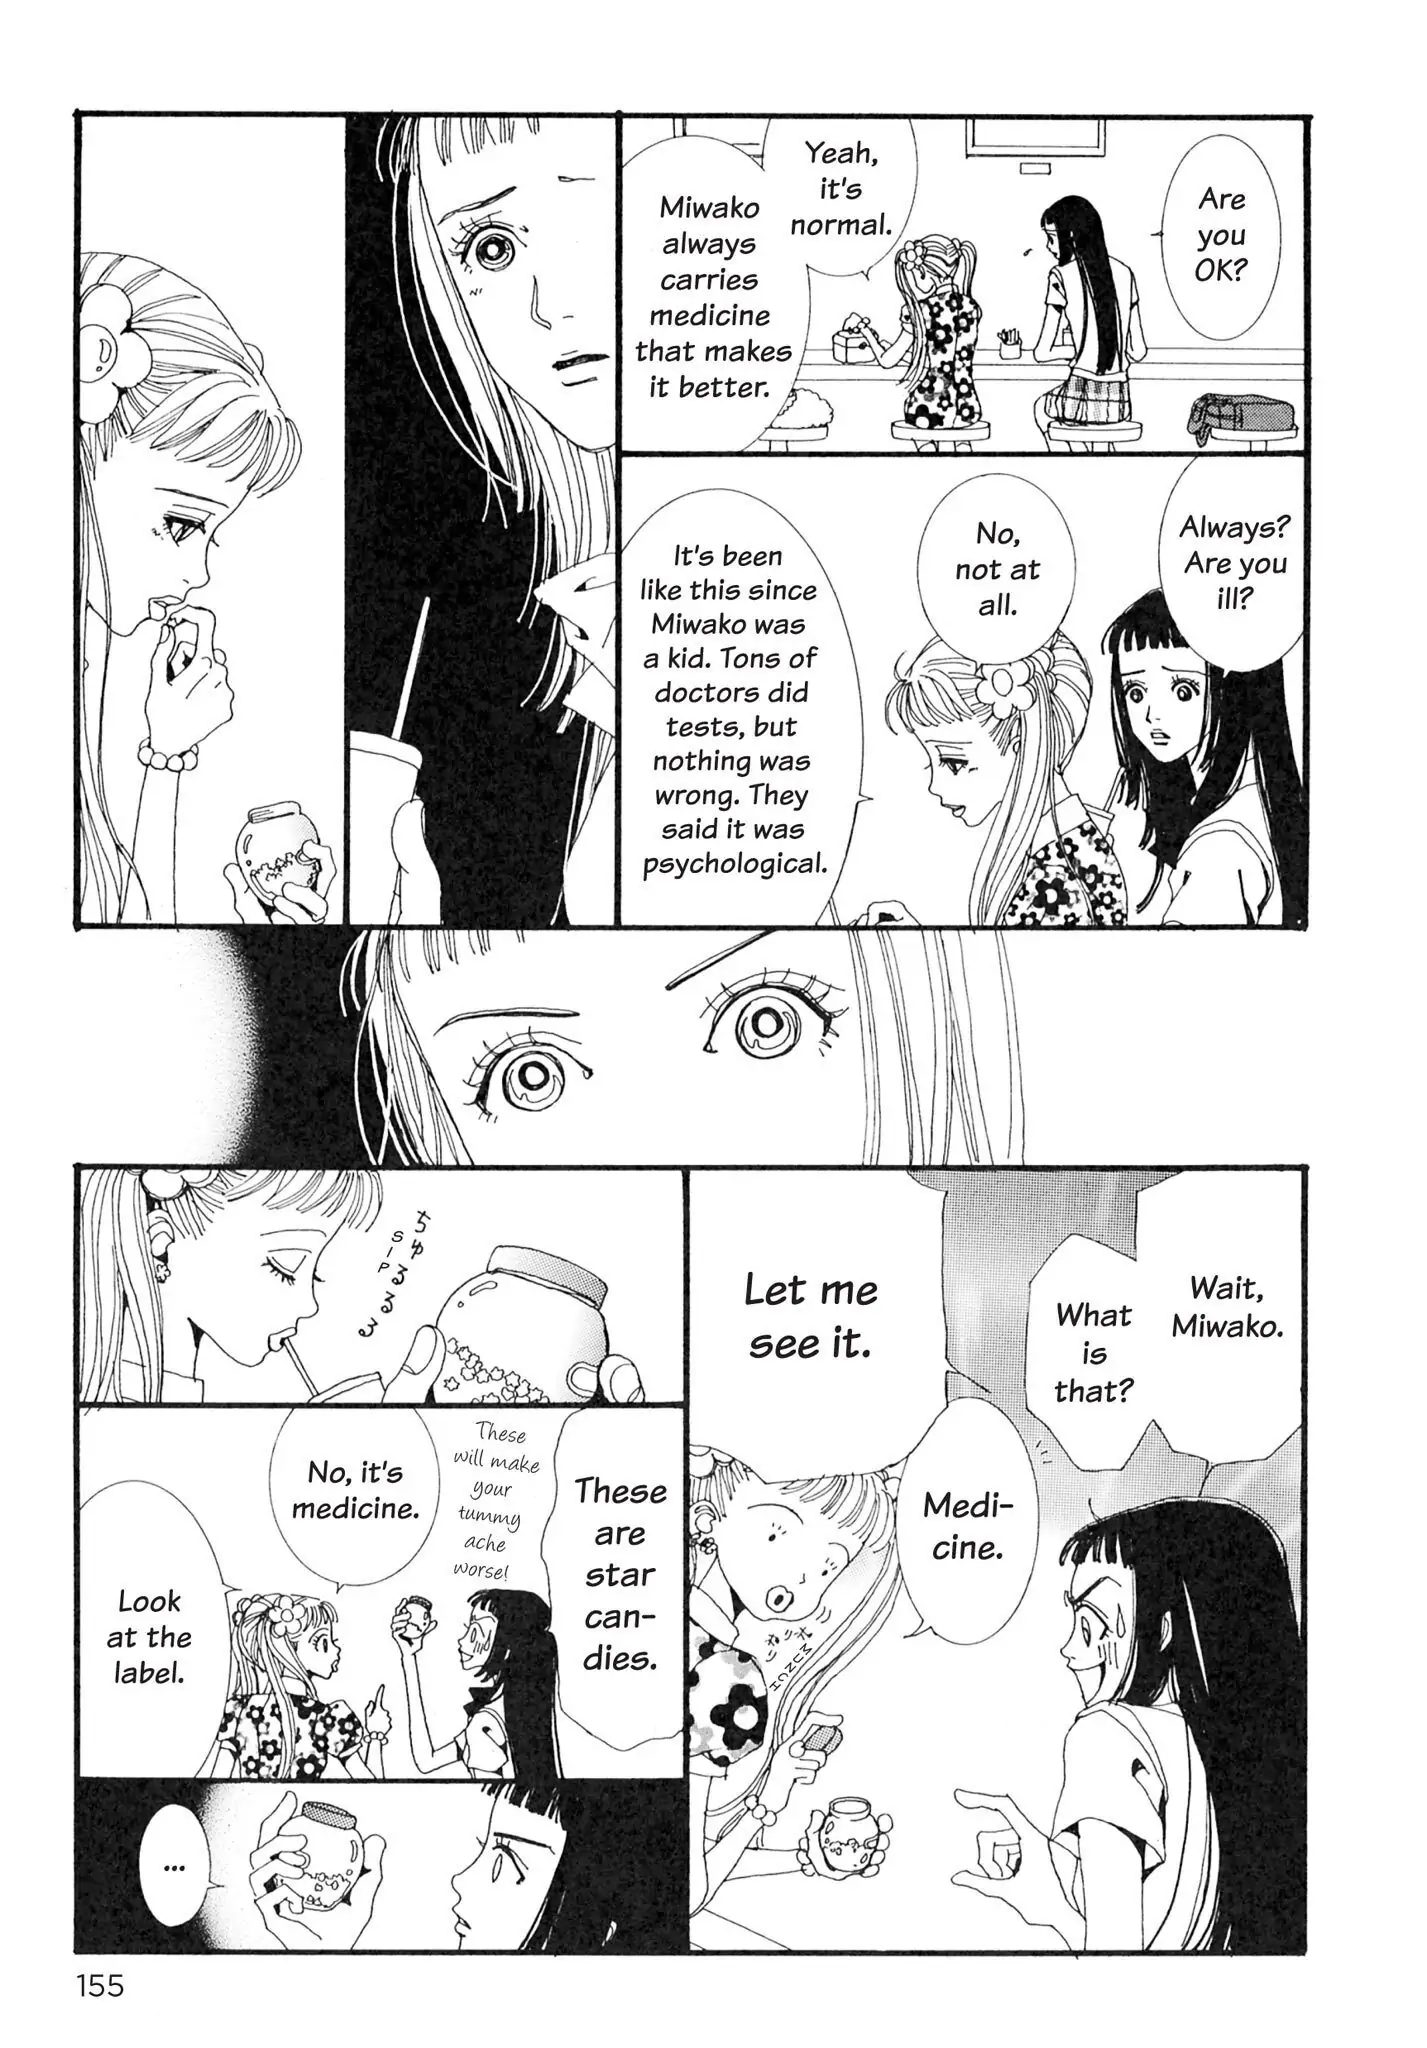 Are
you
OK?
Yeah,
it's
normal.
Miwako
always
carries
medicine
that makes
it better.
Always?
Are you
ill?
No,
not at
all.
It's been
like this since
Miwako was
a kid. Tons of
doctors did
tests, but
nothing was
wrong. They
said it was
psychological.
Wait,
Miwako.
What
is
that?
Let me
see it.
Medi-
cine.
MUNCH
ちゅ
SIP
These
are
star
can-
dies.
These
will make
your
tummy
ache
worse!
No, it's
medicine.
Look
at the
label.
...
155